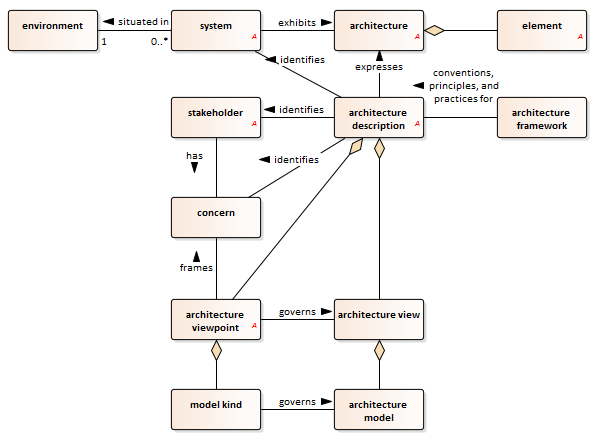 environment
situated in
1
0..*
system
A
exhibits
architecture
A
element
A
identifies
expresses
conventions,
principles, and
practices for
stakeholder
A
identifies
architecture
description
A
architecture
framework
has
identifies
concern
frames
architecture
viewpoint
A
governs
architecture view
model kind
governs
architecture
model